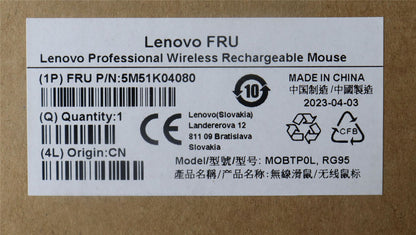 Lenovo FRU
Lenovo Professional Wireless Rechargeable Mouse
(1P) FRU P/N:5M51K04080
(Q) Quantity:1
(4L) Origin:CN
CE
Lenovo(Slovakia)
Landererova 12
811 09 Bratislava
Slovakia
10
MADE IN CHINA
中国制造 / 中國製造
2023-04-03
CFB
Model/型號/型号: MOBTP0L, RG95
產品名稱/产品名称: 無線滑鼠/无线鼠标